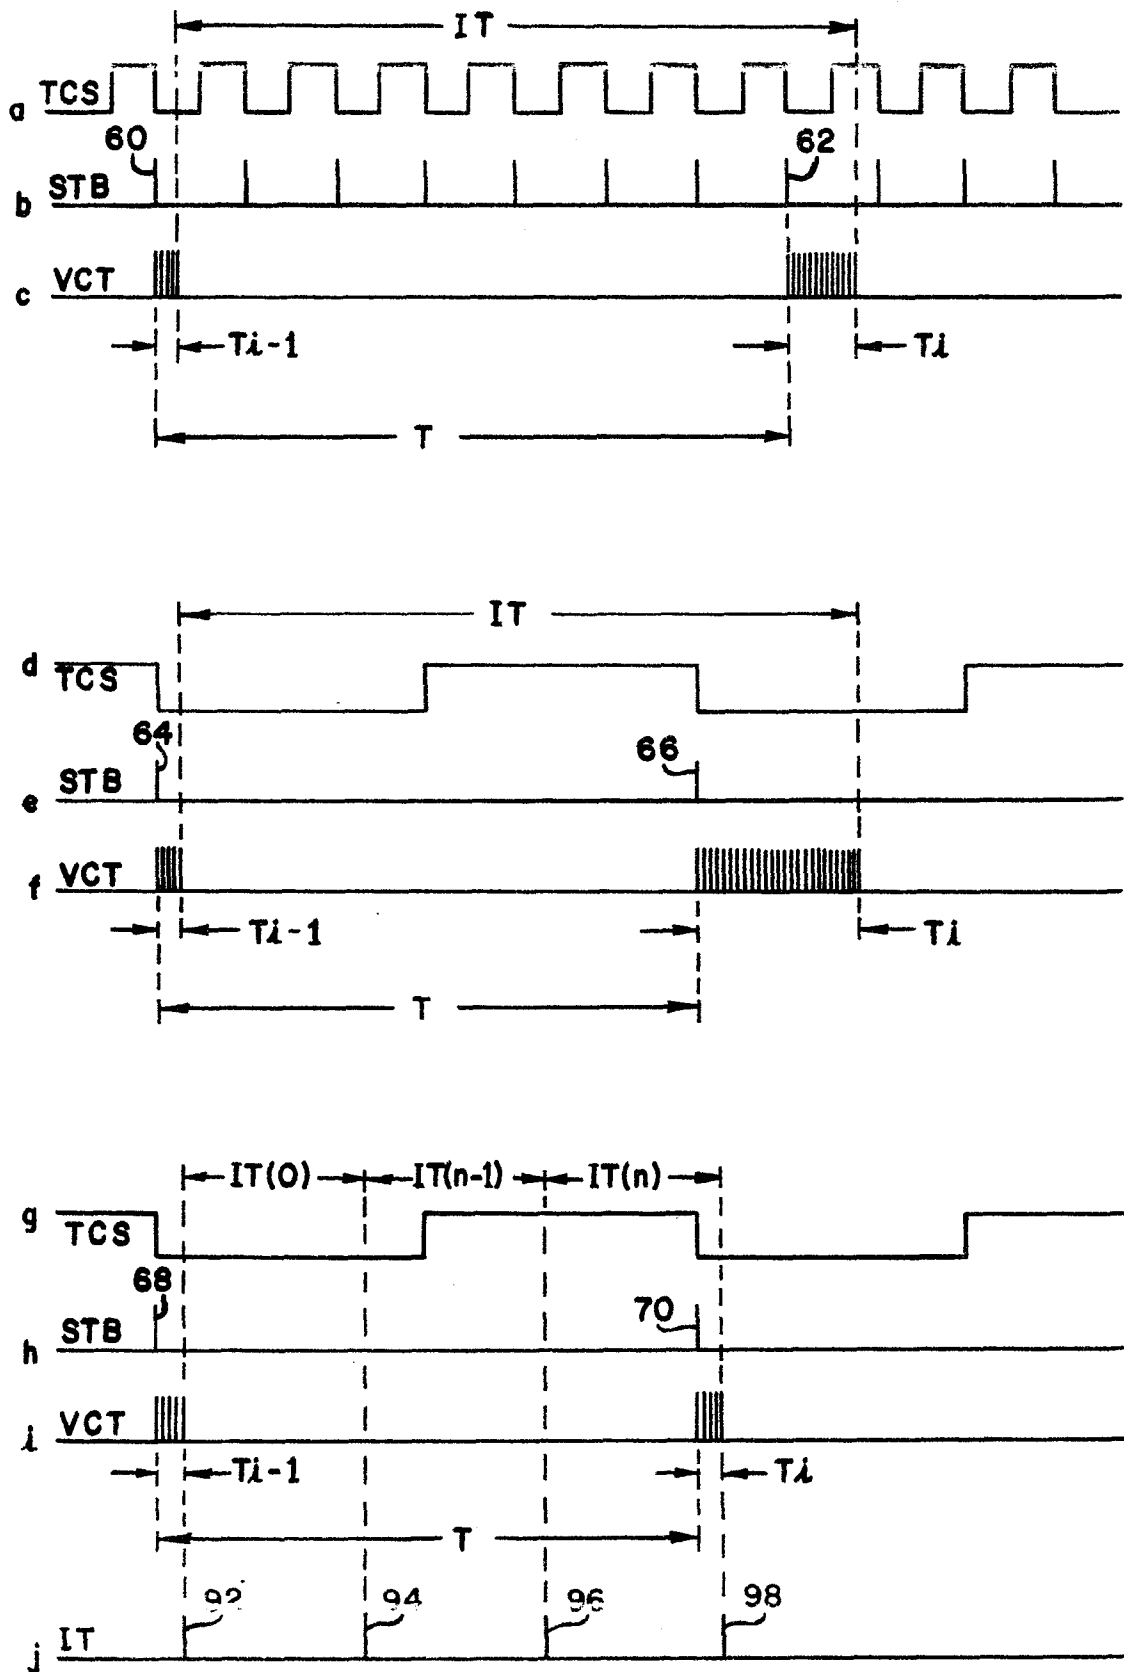 IT
a TCS
60 62
b STB
c VCT
Ti-1 Ti
T
IT
d TCS
64 66
e STB
f VCT
Ti-1 Ti
T
IT(0) IT(n-1) IT(n)
g TCS
68 70
h STB
i VCT
Ti-1 Ti
T
92 94 96 98
j IT